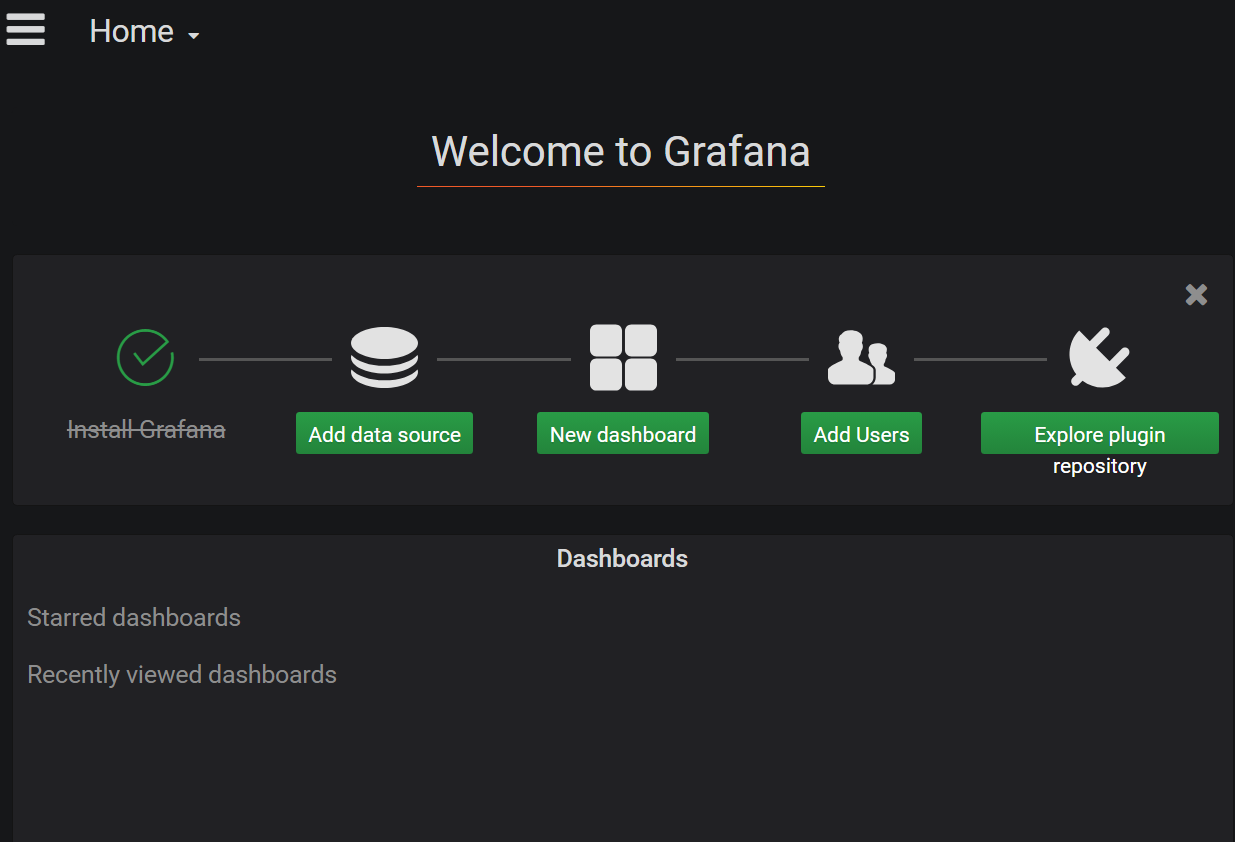 Home
Welcome to Grafana
Install Grafana
Add data source
New dashboard
Add Users
Explore plugin
repository
Dashboards
Starred dashboards
Recently viewed dashboards